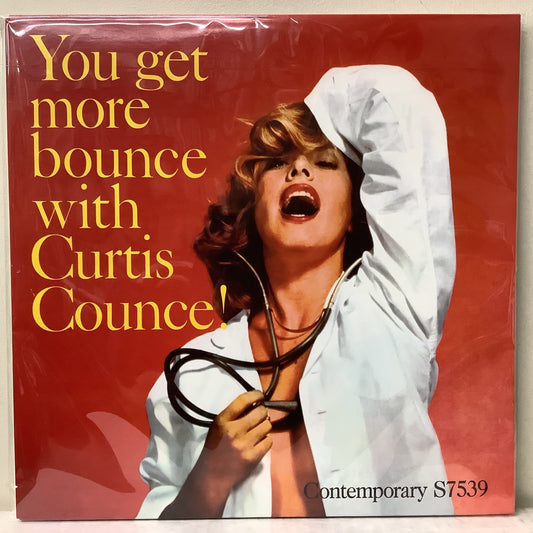 You get
more
bounce
with
Curtis
Counce!
Contemporary S7539